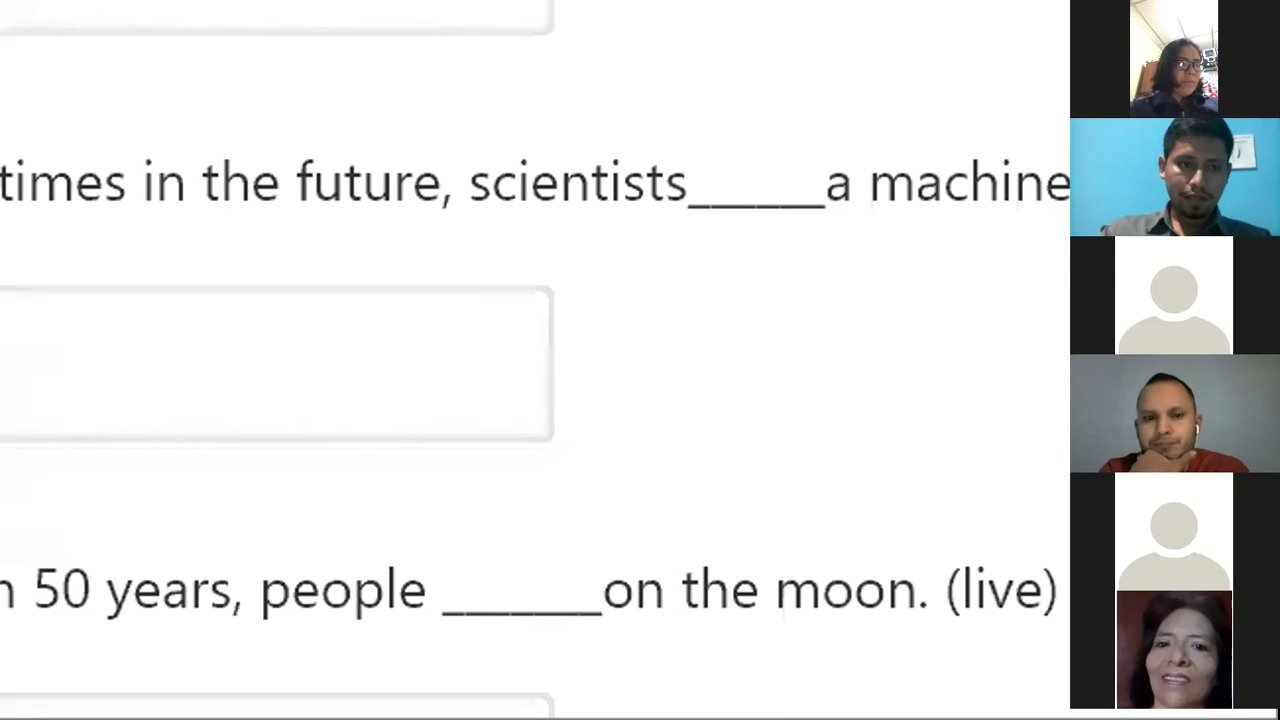 times in the future, scientists______a machine
50 years, people _______on the moon. (live)